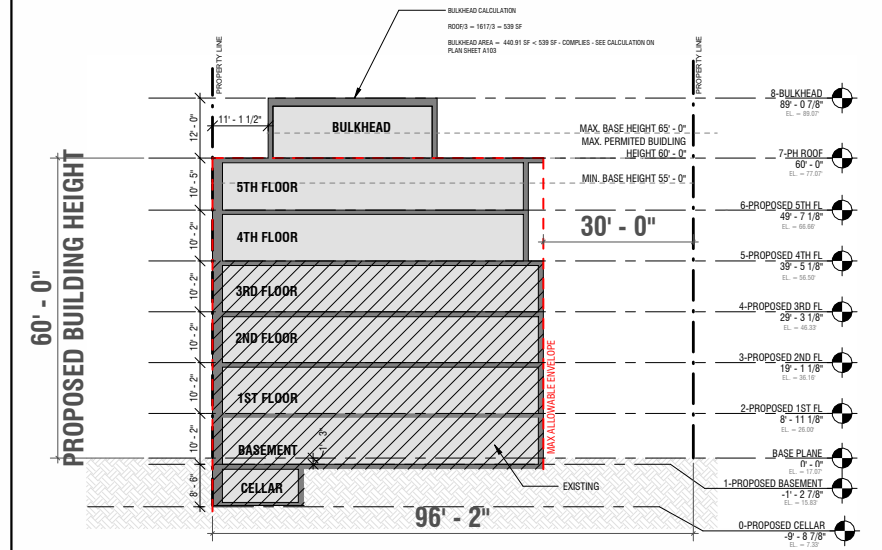 BULKHEAD CALCULATION
ROOF/3 = 1617/3 = 539 SF
BULKHEAD AREA = 440.91 SF < 539 SF - COMPLIES - SEE CALCULATION ON
PLAN SHEET A103
PROPERTY LINE
PROPERTY LINE
8-BULKHEAD
89' - 0 7/8"
EL. = 89.07'
12' - 0"
11' - 1 1/2"
BULKHEAD
MAX. BASE HEIGHT 65' - 0"
MAX. PERMITED BUIDLING
HEIGHT 60' - 0"
7-PH ROOF
60' - 0"
EL. = 77.07'
MIN. BASE HEIGHT 55' - 0"
10' - 5"
5TH FLOOR
6-PROPOSED 5TH FL
49' - 7 1/8"
EL. = 66.66'
30' - 0"
10' - 2"
4TH FLOOR
5-PROPOSED 4TH FL
39' - 5 1/8"
EL. = 56.50'
60' - 0"
PROPOSED BUILDING HEIGHT
10' - 2"
3RD FLOOR
4-PROPOSED 3RD FL
29' - 3 1/8"
EL. = 46.33'
10' - 2"
2ND FLOOR
3-PROPOSED 2ND FL
19' - 1 1/8"
EL. = 36.16'
MAX ALLOWABLE ENVELOPE
10' - 2"
1ST FLOOR
2-PROPOSED 1ST FL
8' - 11 1/8"
EL. = 26.00'
10' - 2"
BASEMENT
1' - 3"
BASE PLANE
0' - 0"
EL. = 17.07'
8' - 6"
CELLAR
EXISTING
1-PROPOSED BASEMENT
-1' - 2 7/8"
EL. = 15.83'
96' - 2"
0-PROPOSED CELLAR
-9' - 8 7/8"
EL. = 7.33'